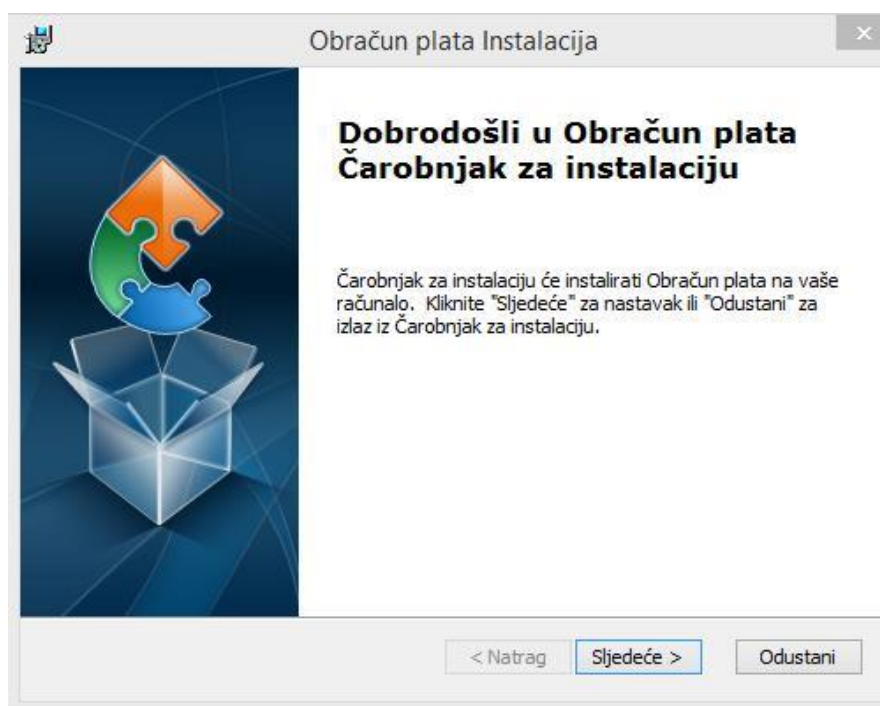 Obračun plata Instalacija
Dobrodošli u Obračun plata
Čarobnjak za instalaciju
Čarobnjak za instalaciju će instalirati Obračun plata na vaše
računalo. Kliknite "Sljedeće" za nastavak ili "Odustani" za
izlaz iz Čarobnjak za instalaciju.
< Natrag
Sljedeće >
Odustani